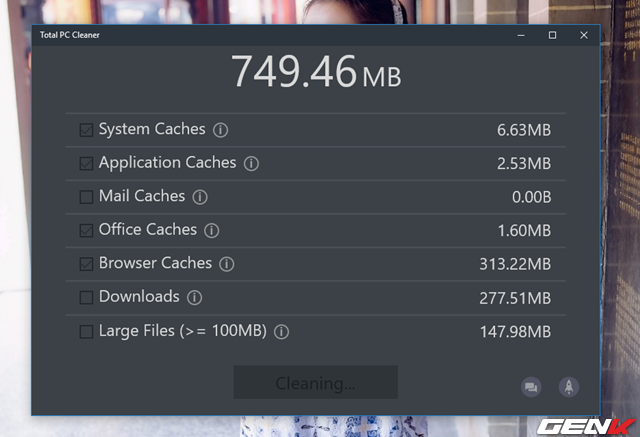 Total PC Cleaner
749.46 MB
System Caches 6.63MB
Application Caches 2.53MB
Mail Caches 0.00B
Office Caches 1.60MB
Browser Caches 313.22MB
Downloads 277.51MB
Large Files (>= 100MB) 147.98MB
Cleaning...
GENK